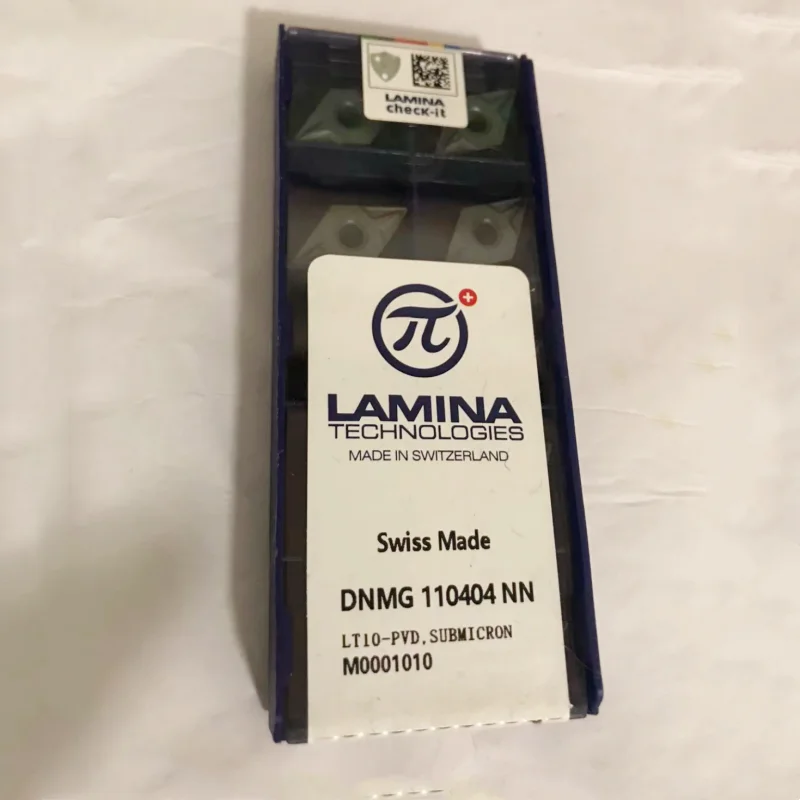 LAMINA
check-it
π
LAMINA
TECHNOLOGIES
MADE IN SWITZERLAND
Swiss Made
DNMG 110404 NN
LT10-PVD,SUBMICRON
M0001010